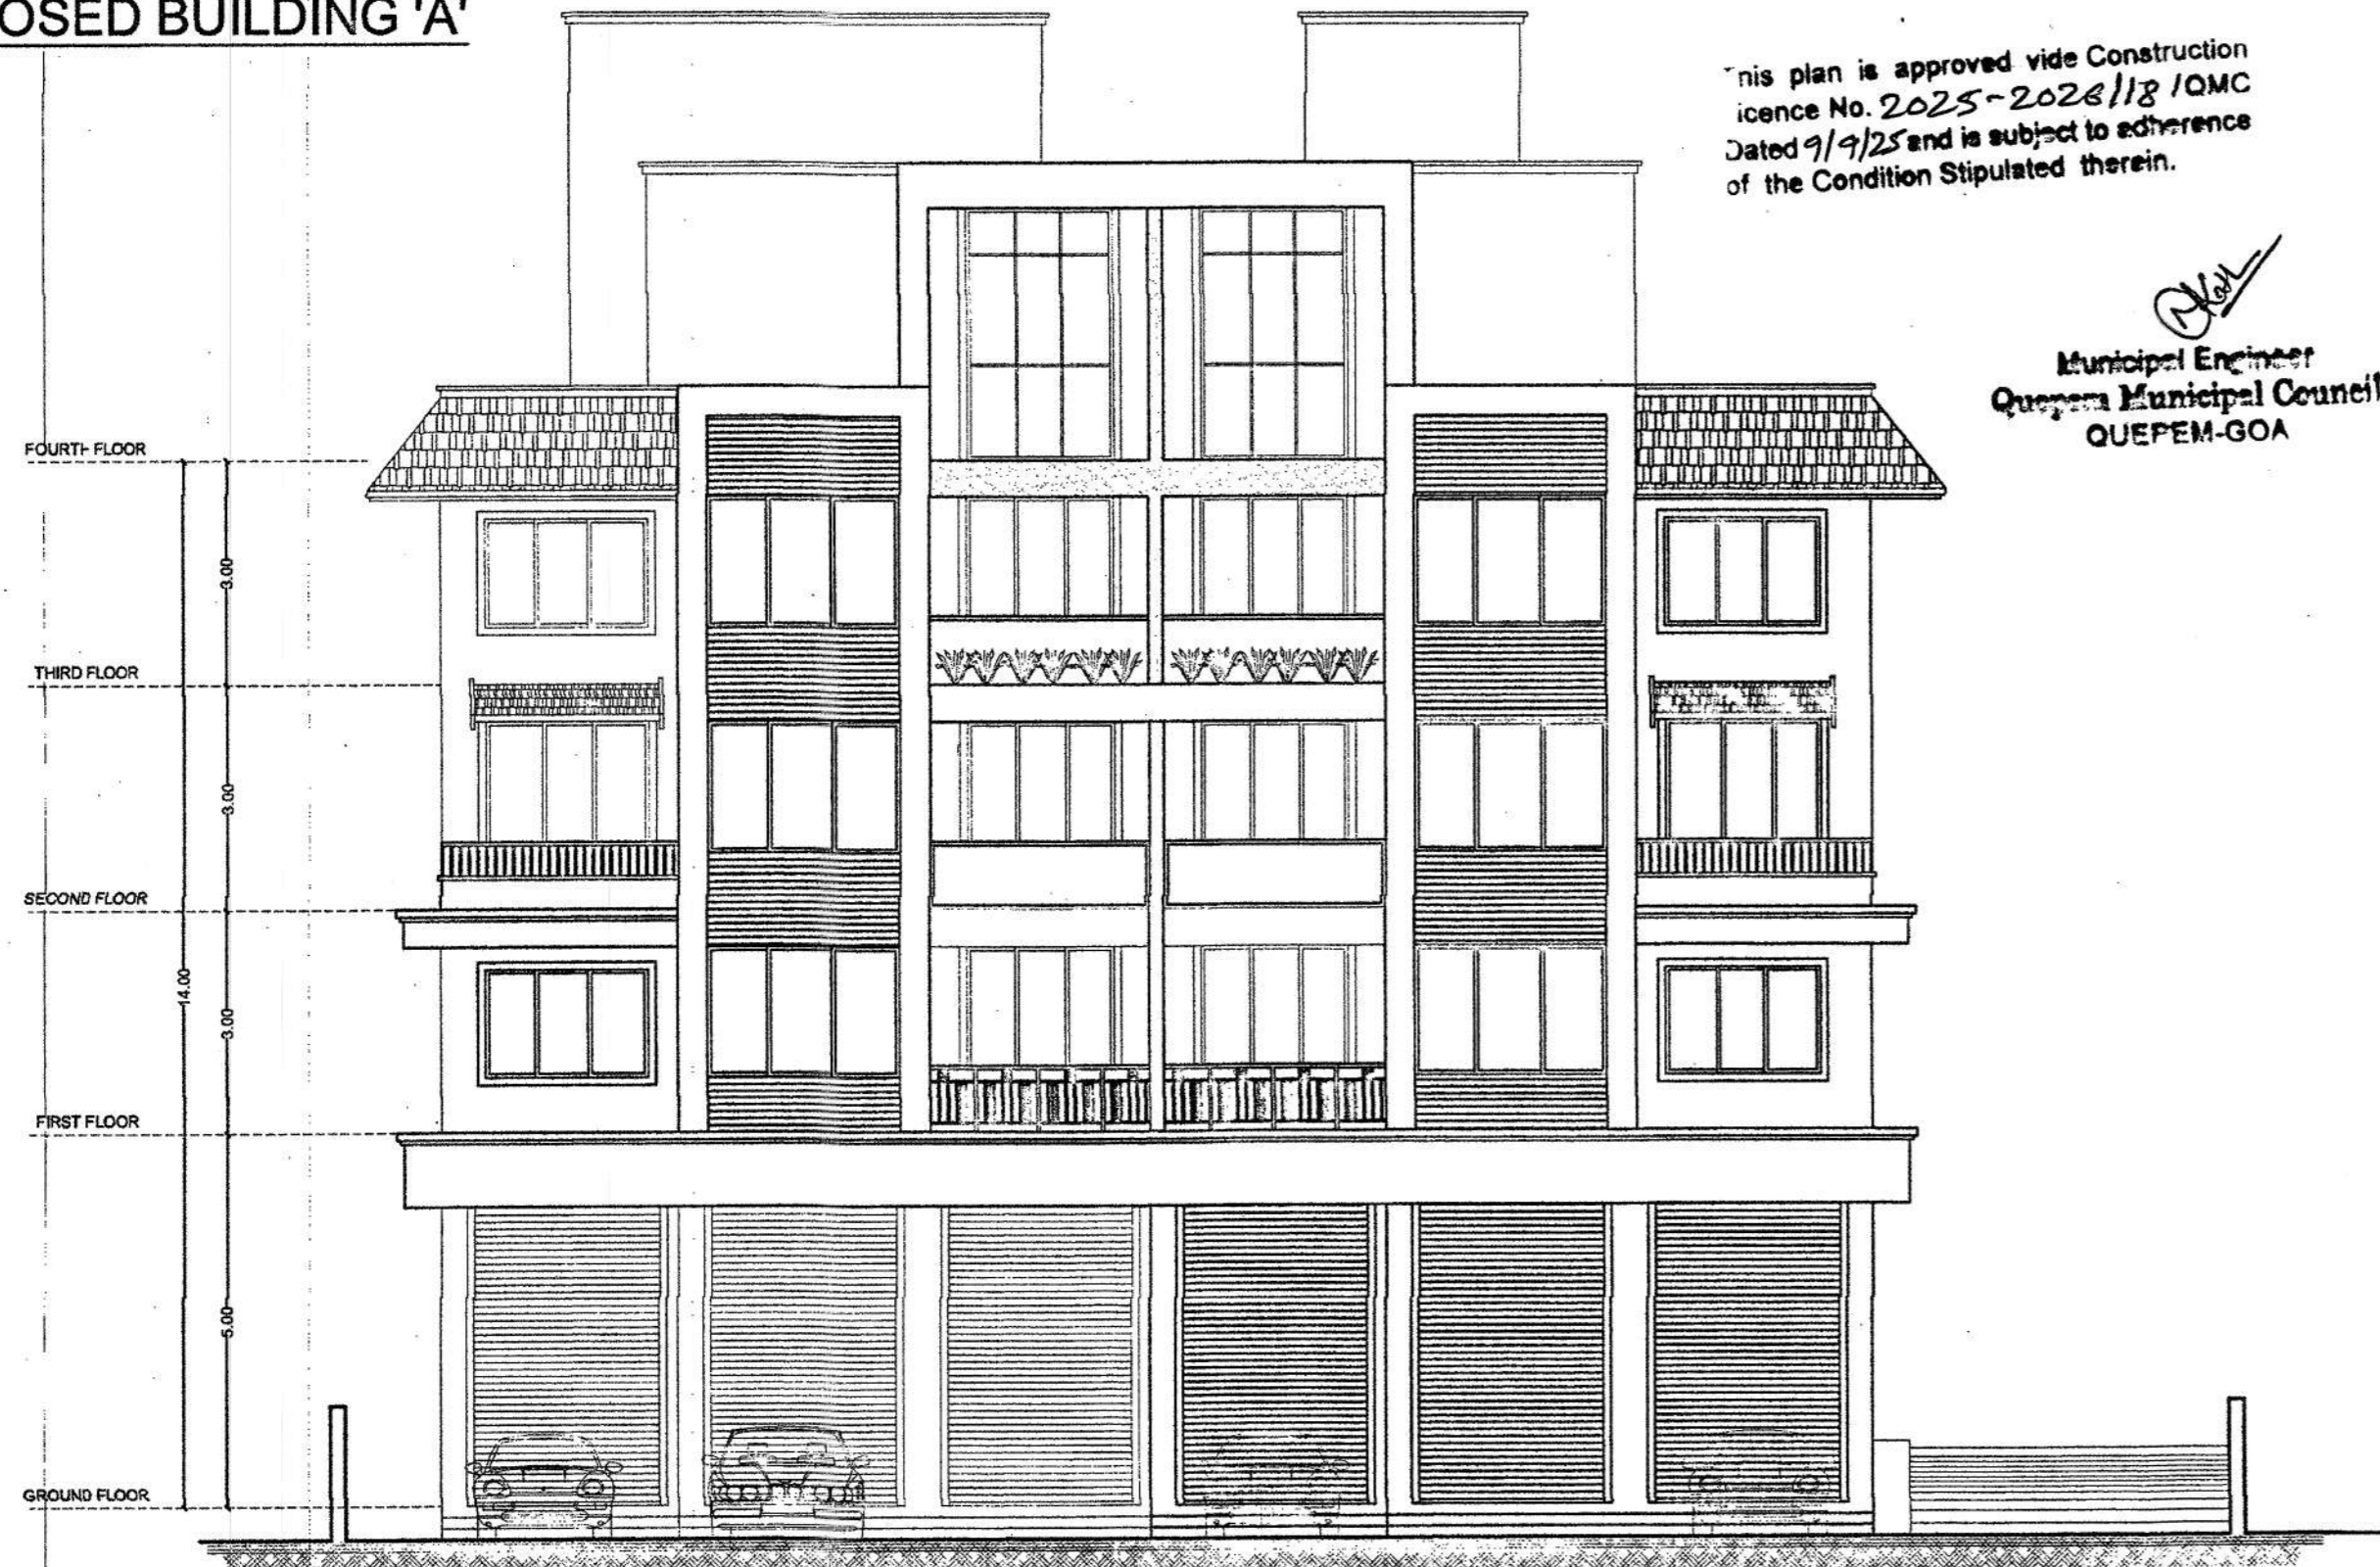 OSED BUILDING 'A'
nis plan is approved vide Construction
icence No. 2025-2026/18/QMC
Dated 9/9/25 and is subject to adherence
of the Condition Stipulated therein.
Municipal Engineer
Quepem Municipal Council
QUEPEM-GOA
FOURTH FLOOR
3.00
THIRD FLOOR
3.00
SECOND FLOOR
14.00
3.00
FIRST FLOOR
5.00
GROUND FLOOR